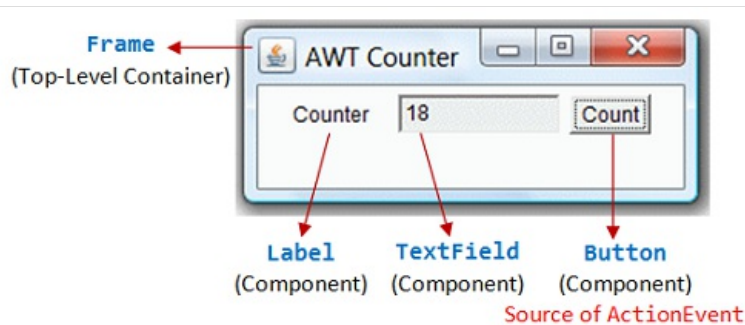 Frame
(Top-Level Container)
AWT Counter
Counter 18 Count
Label TextField Button
(Component) (Component) (Component)
Source of ActionEvent